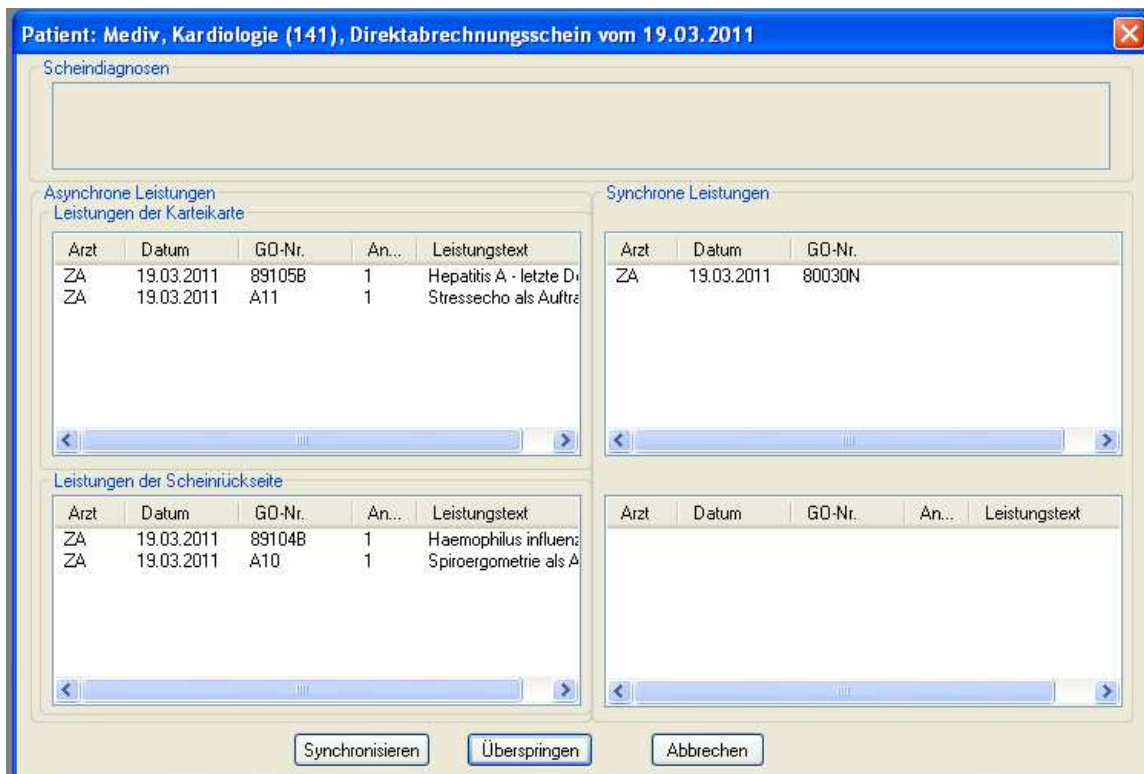 Patient: Mediv, Kardiologie (141), Direktabrechnungsschein vom 19.03.2011
Scheindiagnosen
Asynchrone Leistungen
Leistungen der Karteikarte
Arzt Datum GO-Nr. An... Leistungstext
ZA 19.03.2011 89105B 1 Hepatitis A - letzte D
ZA 19.03.2011 A11 1 Stressecho als Auftra
Synchrone Leistungen
Arzt Datum GO-Nr.
ZA 19.03.2011 80030N
Leistungen der Scheinrückseite
Arzt Datum GO-Nr. An... Leistungstext
ZA 19.03.2011 89104B 1 Haemophilus influenz
ZA 19.03.2011 A10 1 Spiroergometrie als A
Arzt Datum GO-Nr. An... Leistungstext
Synchronisieren Überspringen Abbrechen